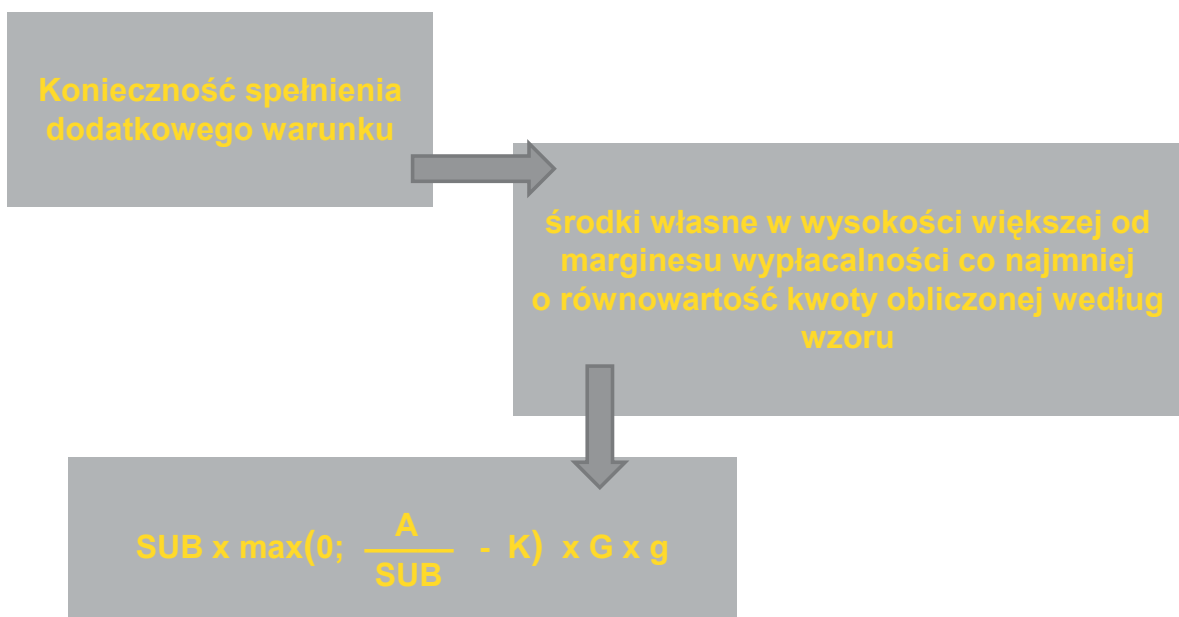 Konieczność spełnienia
dodatkowego warunku
środki własne w wysokości większej od
marginesu wypłacalności co najmniej
o równowartość kwoty obliczonej według
wzoru
SUB x max(0; A / SUB - K) x G x g